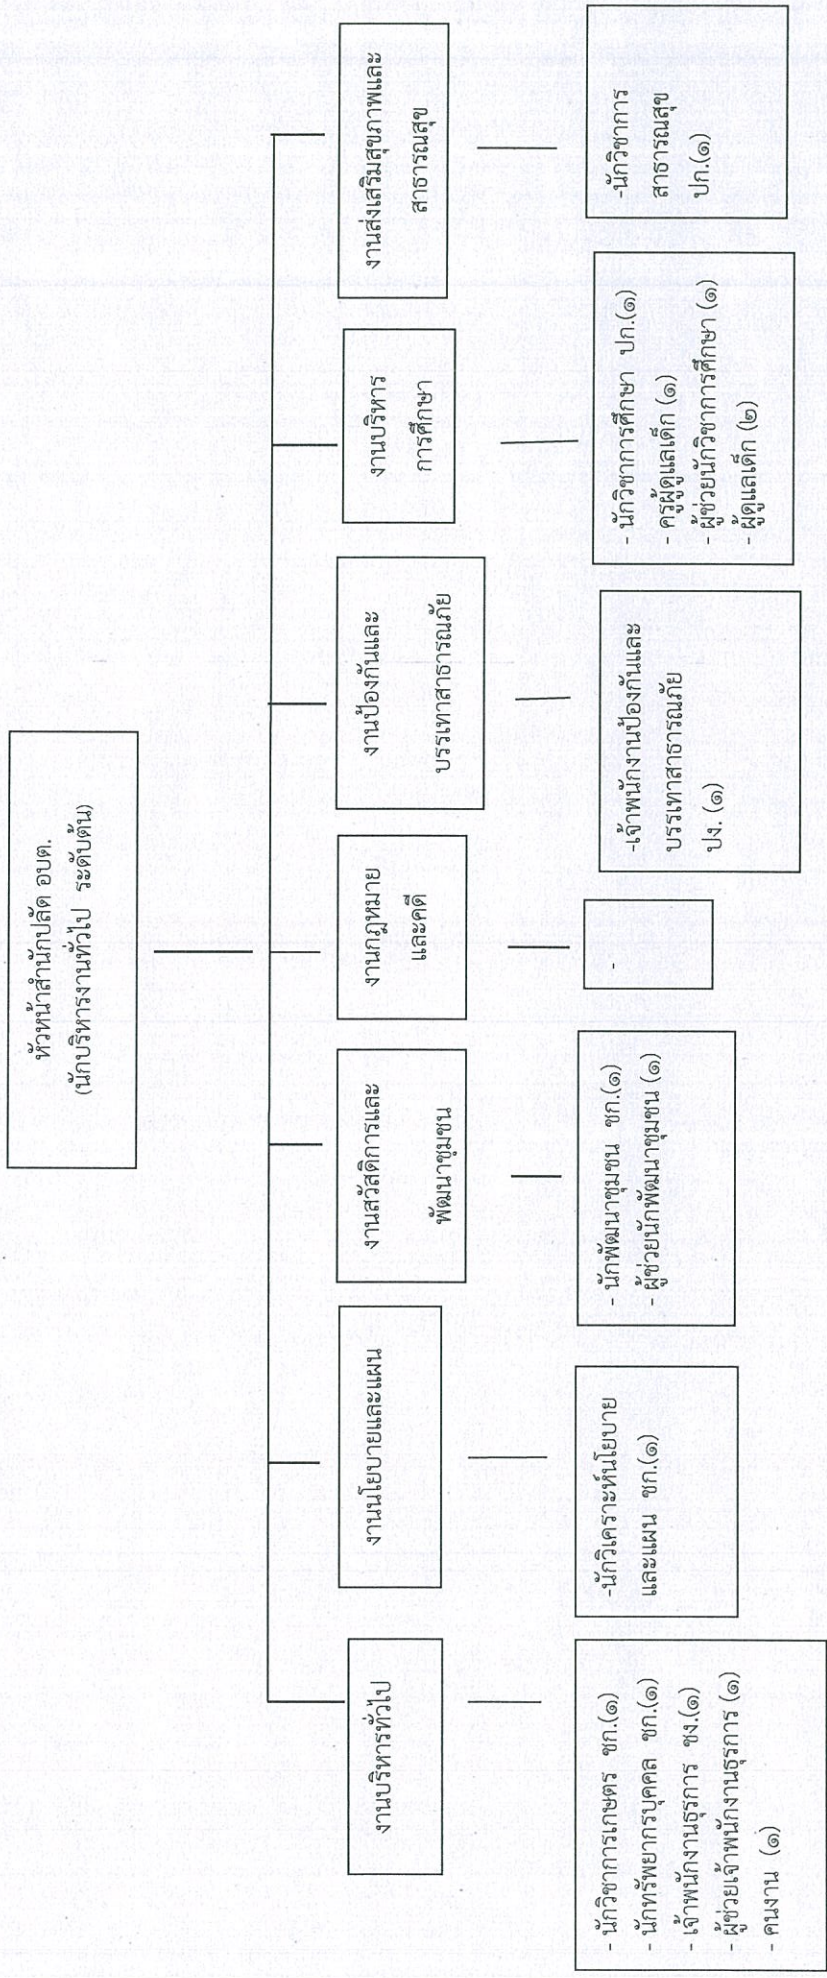 หัวหน้าสำนักปลัด อบต.
(นักบริหารงานทั่วไป ระดับต้น)
งานบริหารทั่วไป
- นักวิชาการเกษตร ชก.(๑)
- นักทรัพยากรบุคคล ชก.(๑)
- เจ้าพนักงานธุรการ ชง.(๑)
- ผู้ช่วยเจ้าพนักงานธุรการ (๑)
- คนงาน (๑)
งานนโยบายและแผน
-นักวิเคราะห์นโยบาย
และแผน ชก.(๑)
งานสวัสดิการและ
พัฒนาชุมชน
- นักพัฒนาชุมชน ชก.(๑)
- ผู้ช่วยนักพัฒนาชุมชน (๑)
งานกฎหมาย
และคดี
-
งานป้องกันและ
บรรเทาสาธารณภัย
-เจ้าพนักงานป้องกันและ
บรรเทาสาธารณภัย
ปง. (๑)
งานบริหาร
การศึกษา
- นักวิชาการศึกษา ปก.(๑)
- ครูผู้ดูแลเด็ก (๑)
- ผู้ช่วยนักวิชาการศึกษา (๑)
- ผู้ดูแลเด็ก (๒)
งานส่งเสริมสุขภาพและ
สาธารณสุข
-นักวิชาการ
สาธารณสุข
ปก.(๑)